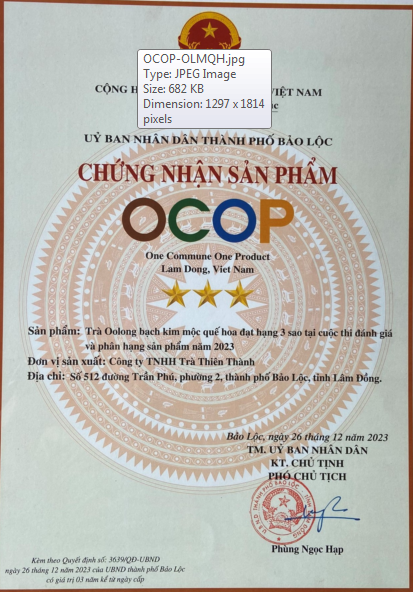 OCOP-OLMQH.jpg
Type: JPEG Image
Size: 682 KB
Dimension: 1297 x 1814
pixels
CỘNG H VIỆT NAM
ỦY BAN NHÂN DÂN THÀNH PHỐ BẢO LỘC
CHỨNG NHẬN SẢN PHẨM
OCOP
One Commune One Product
Lam Dong, Viet Nam
Sản phẩm: Trà Oolong bạch kim mộc quế hoa đạt hạng 3 sao tại cuộc thi đánh giá
và phân hạng sản phẩm năm 2023
Đơn vị sản xuất: Công ty TNHH Trà Thiên Thành
Địa chỉ: Số 512 đường Trần Phú, phường 2, thành phố Bảo Lộc, tỉnh Lâm Đồng.
Bảo Lộc, ngày 26 tháng 12 năm 2023
TM. UỶ BAN NHÂN DÂN
KT. CHỦ TỊNH
PHÓ CHỦ TỊCH
Phùng Ngọc Hạp
Kèm theo Quyết định số: 3639/QĐ-UBND
ngày 26 tháng 12 năm 2023 của UBND thành phố Bảo Lộc
có giá trị 03 năm kể từ ngày cấp